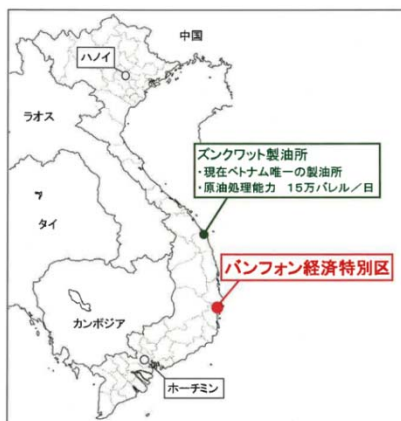 中国
ハノイ
ラオス
ズンクワット製油所
・現在ベトナム唯一の製油所
・原油処理能力 15万バレル／日
タイ
バンフォン経済特別区
カンボジア
ホーチミン